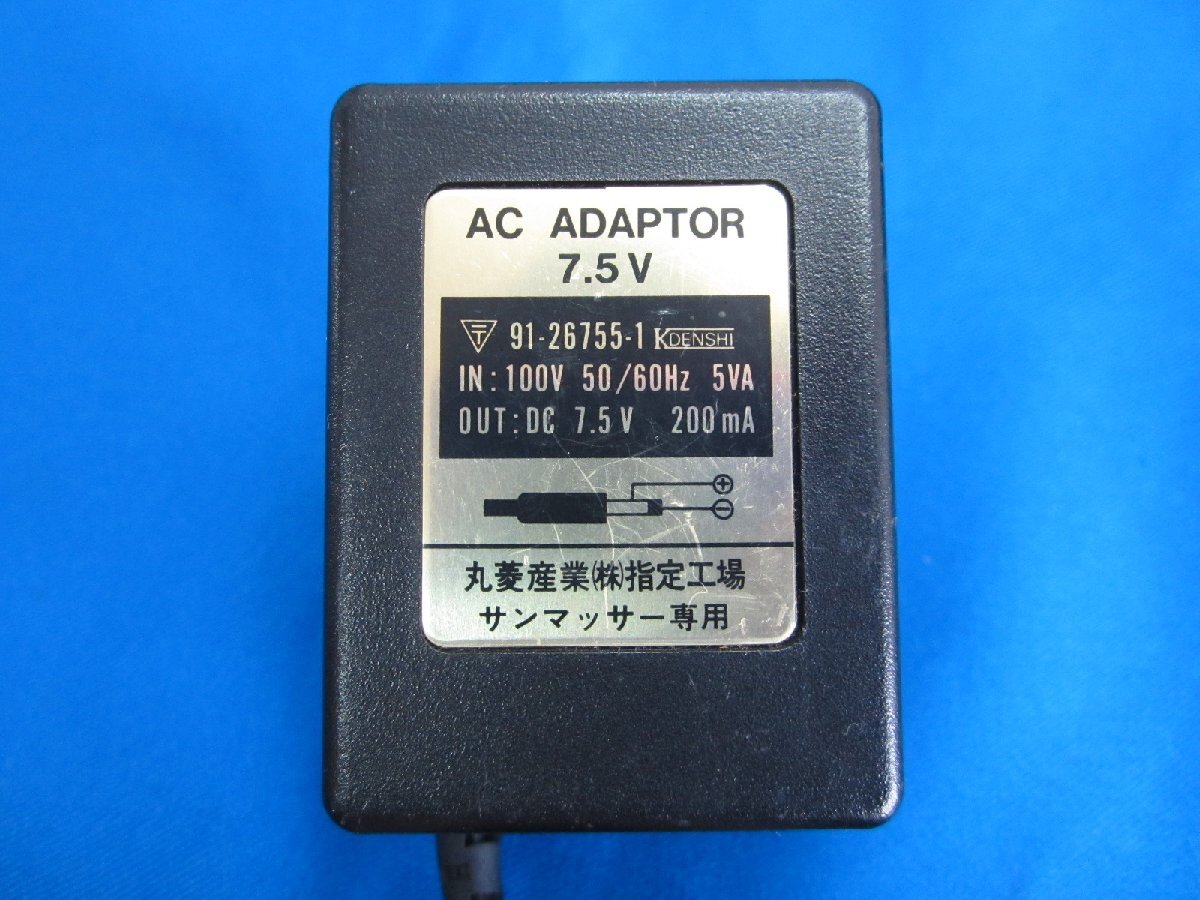 AC ADAPTOR
7.5V
〒 91-26755-1 KDENSHI
IN:100V 50/60Hz 5VA
OUT:DC 7.5V 200mA
+
-
丸菱産業㈱指定工場
サンマッサー専用